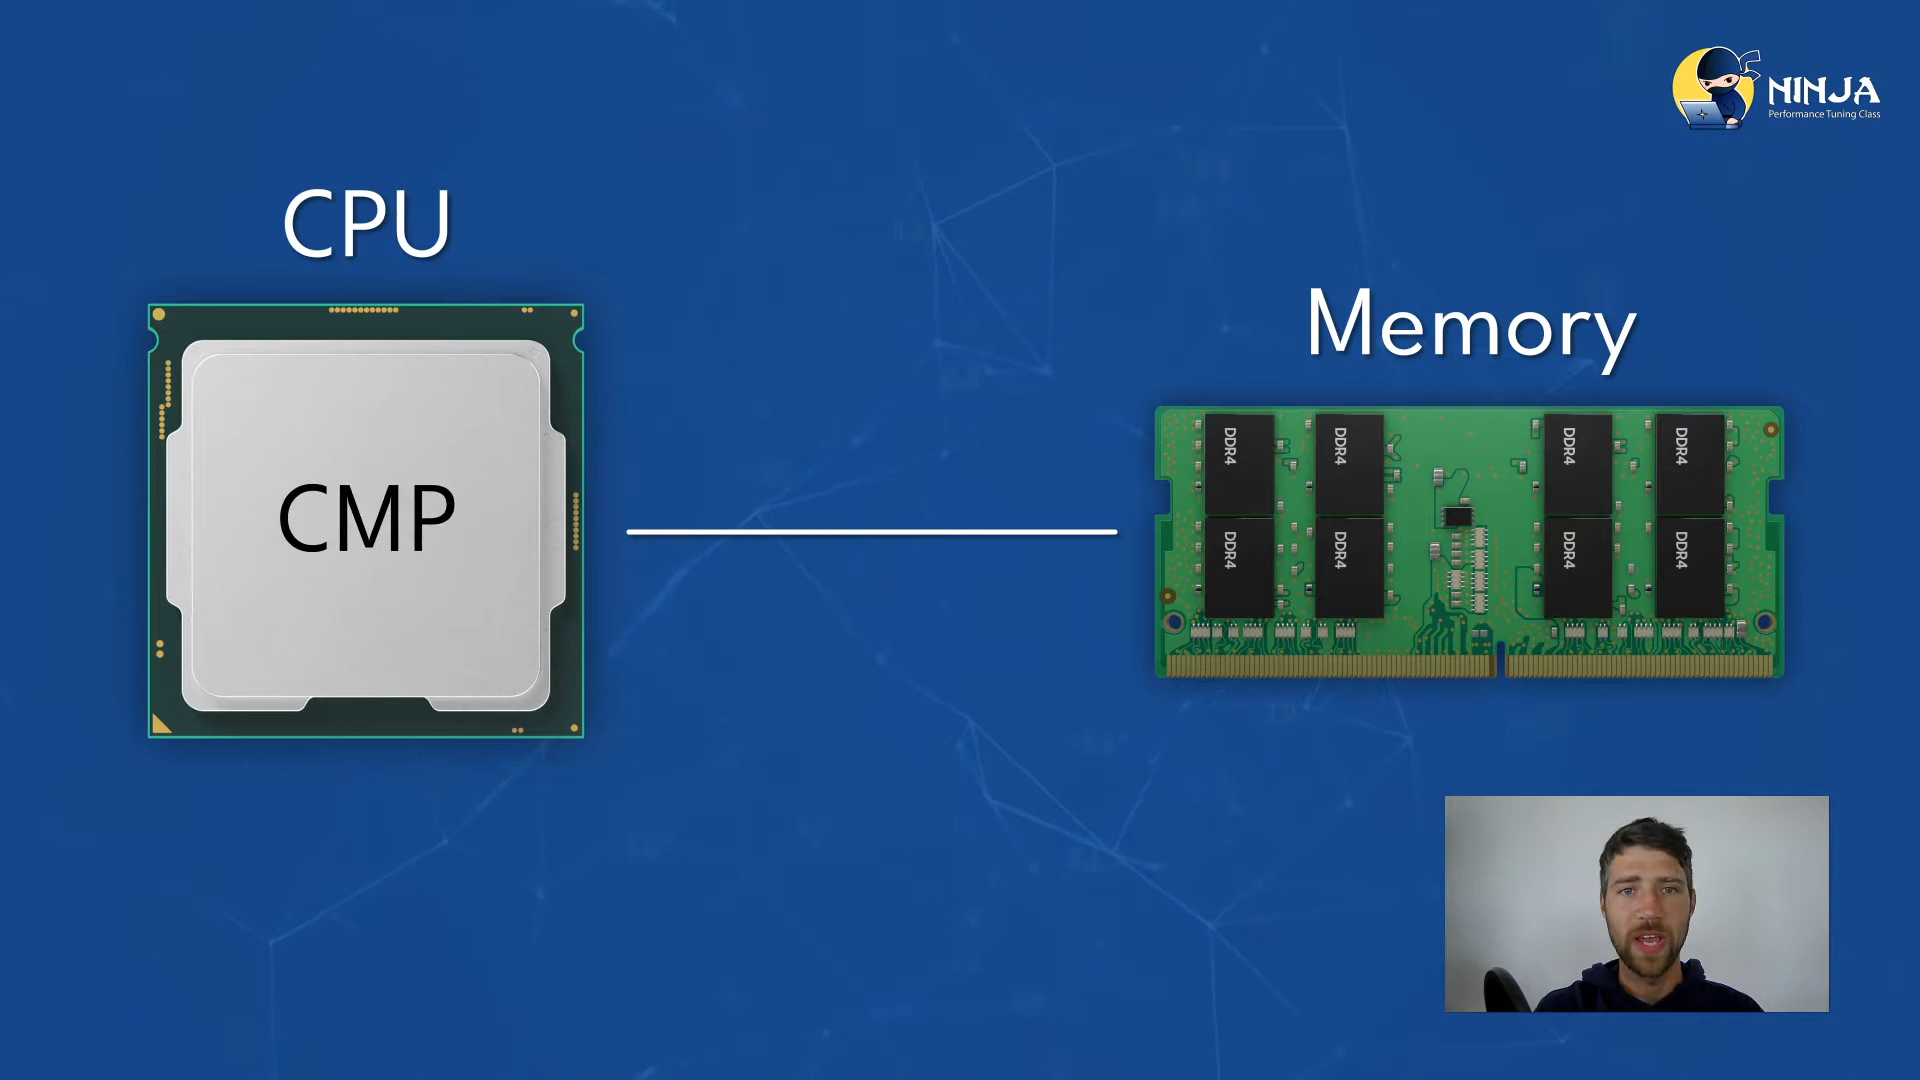 NINJA
Performance Tuning Class
CPU
Memory
CMP
DDR4
DDR4
DDR4
DDR4
DDR4
DDR4
DDR4
DDR4